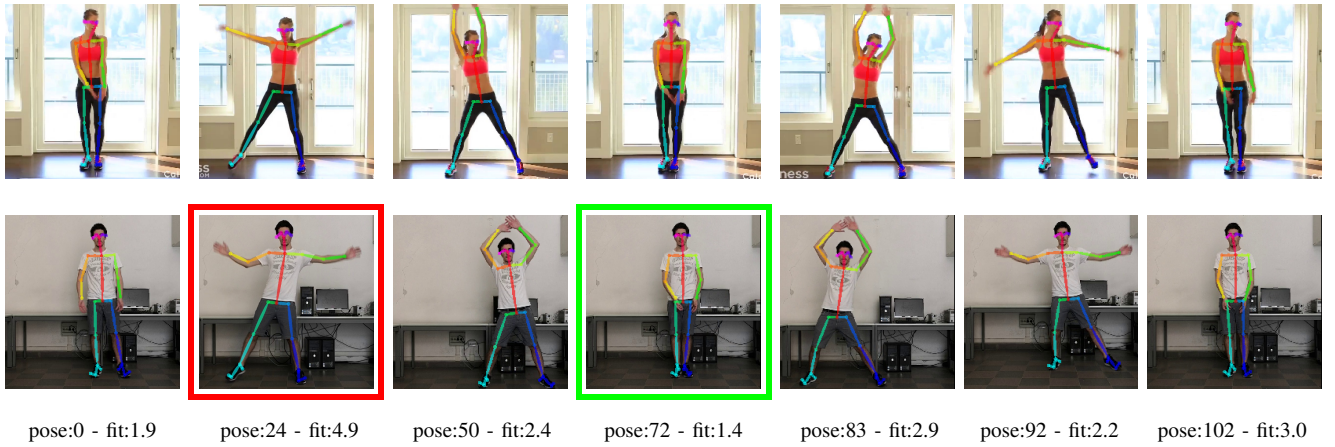 ness
pose:0 - fit:1.9
pose:24 - fit:4.9
pose:50 - fit:2.4
pose:72 - fit:1.4
pose:83 - fit:2.9
pose:92 - fit:2.2
pose:102 - fit:3.0